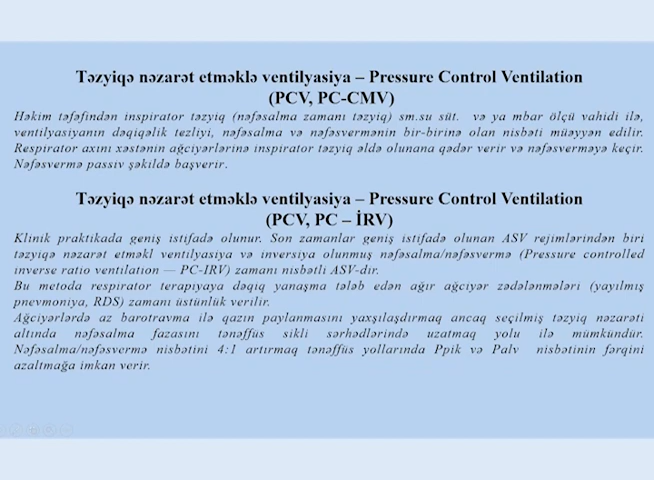 Təzyiqə nəzarət etməklə ventilyasiya – Pressure Control Ventilation
(PCV, PC-CMV)
Həkim təfəfindən inspirator təzyiq (nəfəsalma zamanı təzyiq) sm.su süt. və ya mbar ölçü vahidi ilə,
ventilyasiyanın dəqiqəlik tezliyi, nəfəsalma və nəfəsvermənin bir-birinə olan nisbəti müəyyən edilir.
Respirator axını xəstənin ağciyərlərinə inspirator təzyiq əldə olunana qədər verir və nəfəsverməyə keçir.
Nəfəsvermə passiv şəkildə başverir.
Təzyiqə nəzarət etməklə ventilyasiya – Pressure Control Ventilation
(PCV, PC – İRV)
Klinik praktikada geniş istifadə olunur. Son zamanlar geniş istifadə olunan ASV rejimlərindən biri
təzyiqə nəzarət etməkl ventilyasiya və inversiya olunmuş nəfəsalma/nəfəsvermə (Pressure controlled
inverse ratio ventilation — PC-IRV) zamanı nisbətli ASV-dir.
Bu metoda respirator terapiyaya dəqiq yanaşma tələb edən ağır ağciyər zədələnmələri (yayılmış
pnevmoniya, RDS) zamanı üstünlük verilir.
Ağciyərlərdə az barotravma ilə qazın paylanmasını yaxşılaşdırmaq ancaq seçilmiş təzyiq nəzarəti
altında nəfəsalma fazasını tənəffüs sikli sərhədlərində uzatmaq yolu ilə mümkündür.
Nəfəsalma/nəfəsvermə nisbətini 4:1 artırmaq tənəffüs yollarında Ppik və Palv nisbətinin fərqini
azaltmağa imkan verir.